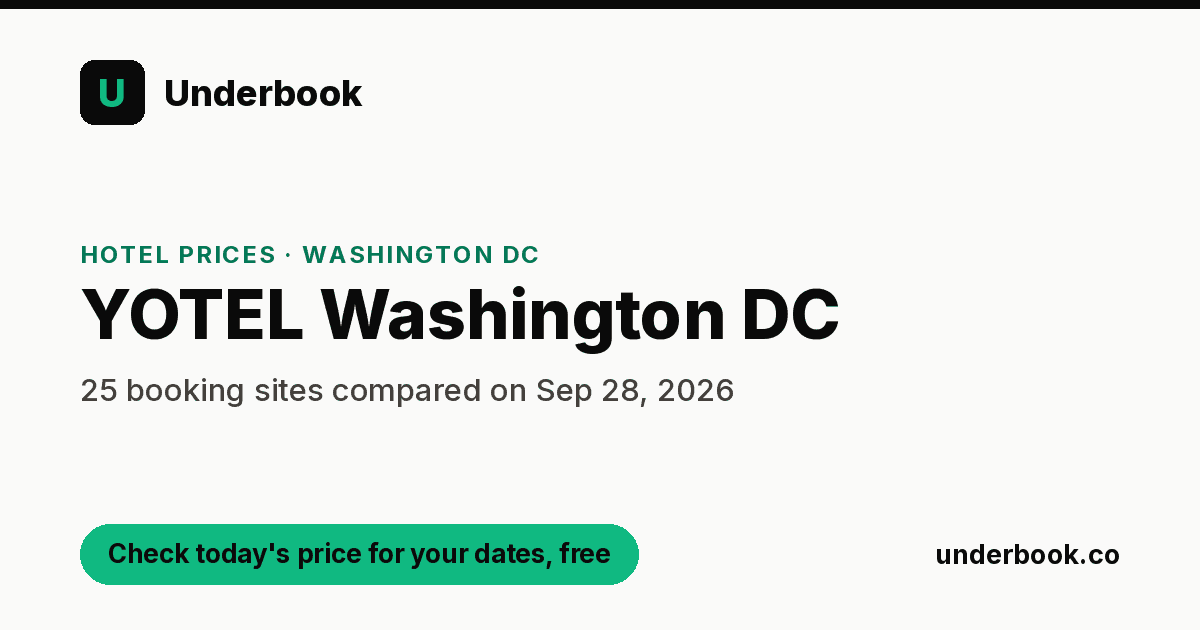 U
Underbook
HOTEL PRICES · WASHINGTON DC
YOTEL Washington DC
25 booking sites compared on Sep 28, 2026
Check today's price for your dates, free
underbook.co